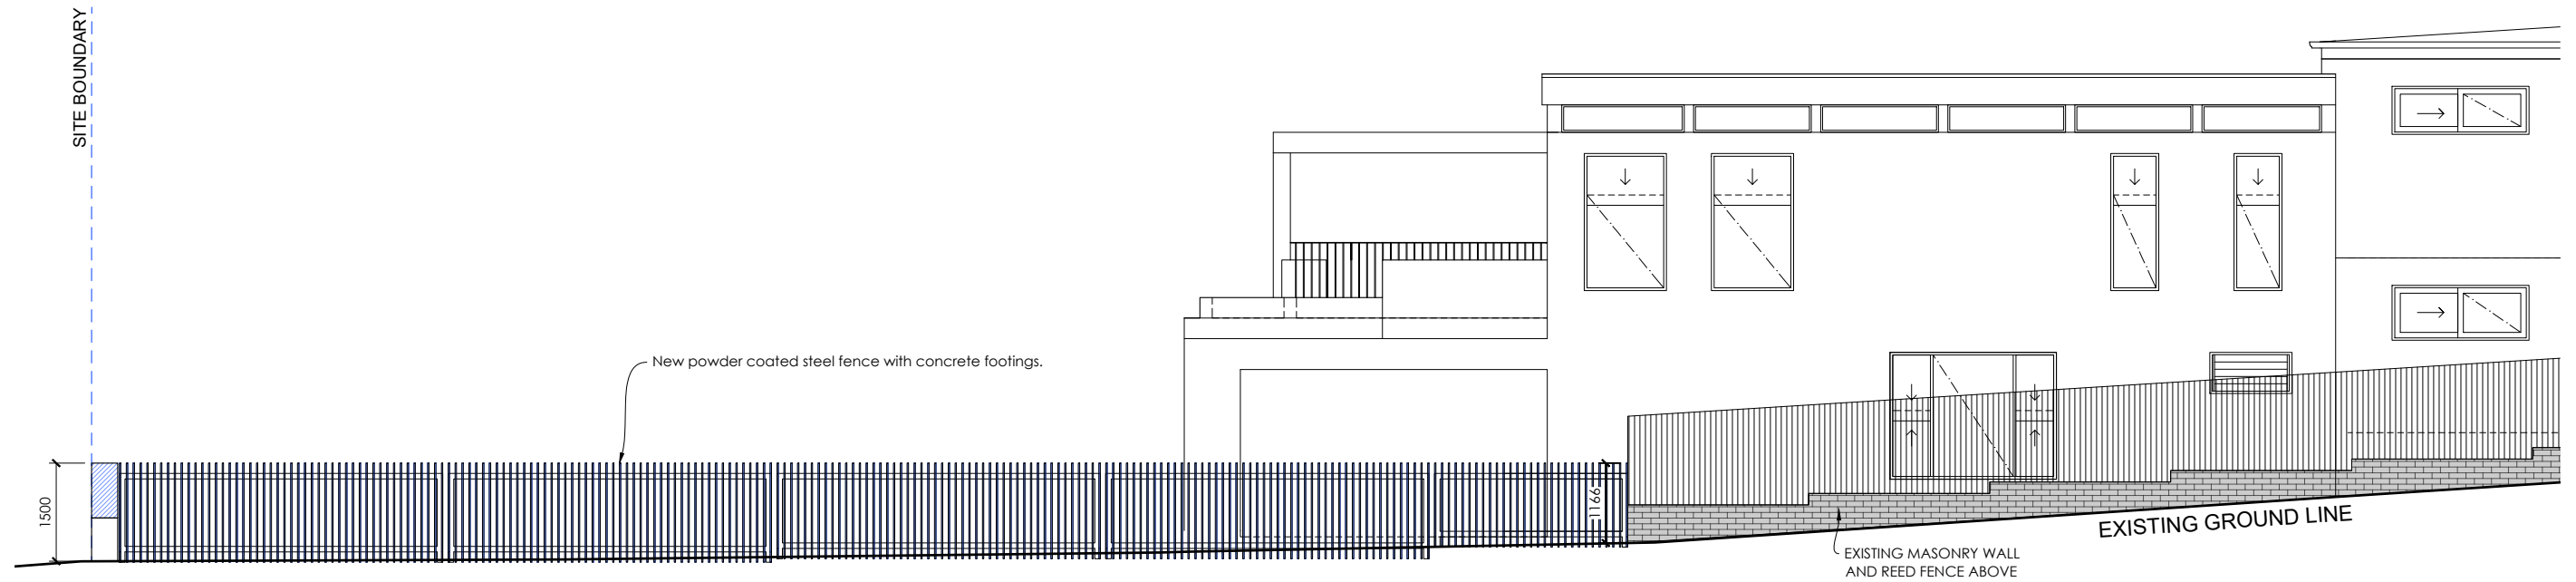 SITE BOUNDARY
New powder coated steel fence with concrete footings.
1500
1166
EXISTING GROUND LINE
EXISTING MASONRY WALL
AND REED FENCE ABOVE